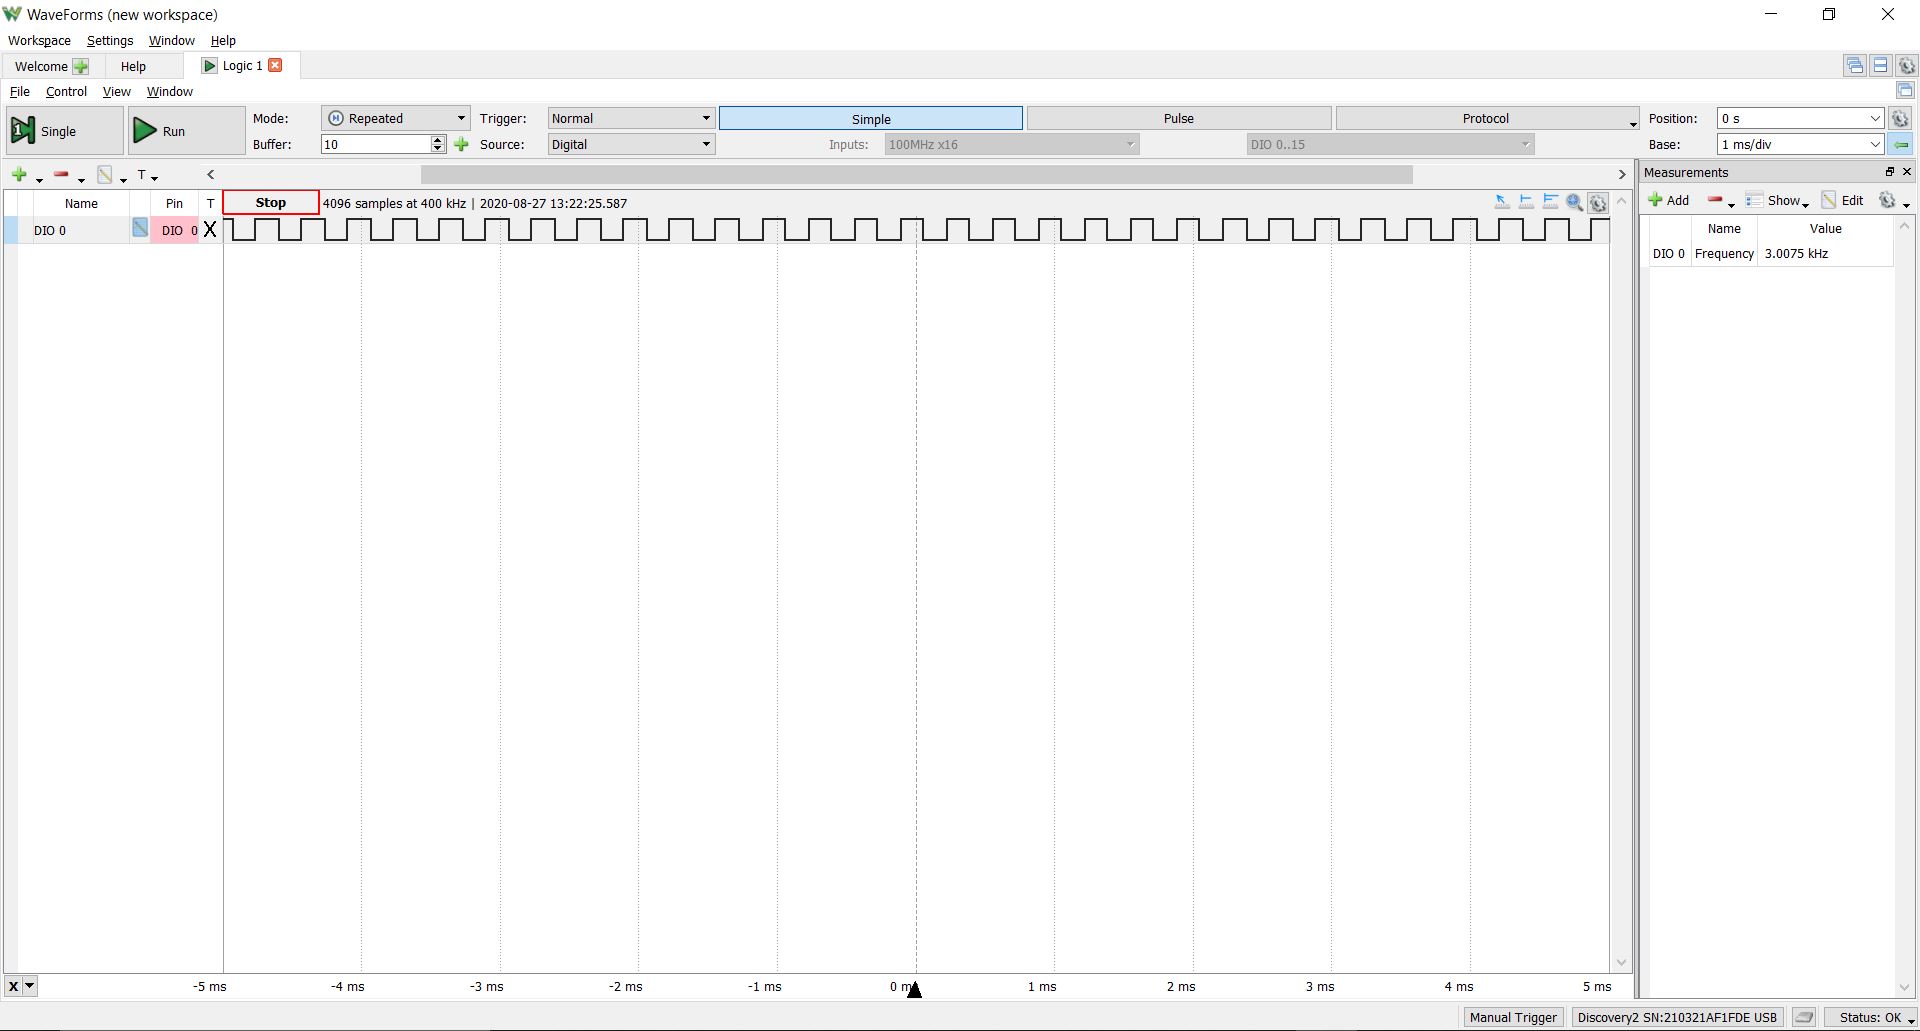 WaveForms (new workspace)
Workspace Settings Window Help
Welcome Help Logic 1
File Control View Window
1 Single Run Mode: Repeated Trigger: Normal Simple Pulse Protocol Position: 0 s
Buffer: 10 Source: Digital Inputs: 100MHz x16 DIO 0..15 Base: 1 ms/div
T Measurements
Name Pin T Stop 4096 samples at 400 kHz | 2020-08-27 13:22:25.587 Add Show Edit
DIO 0 DIO 0 X
Name Value
DIO 0 Frequency 3.0075 kHz
X -5 ms -4 ms -3 ms -2 ms -1 ms 0 1 ms 2 ms 3 ms 4 ms 5 ms
Manual Trigger Discovery2 SN:210321AF1FDE USB Status: OK